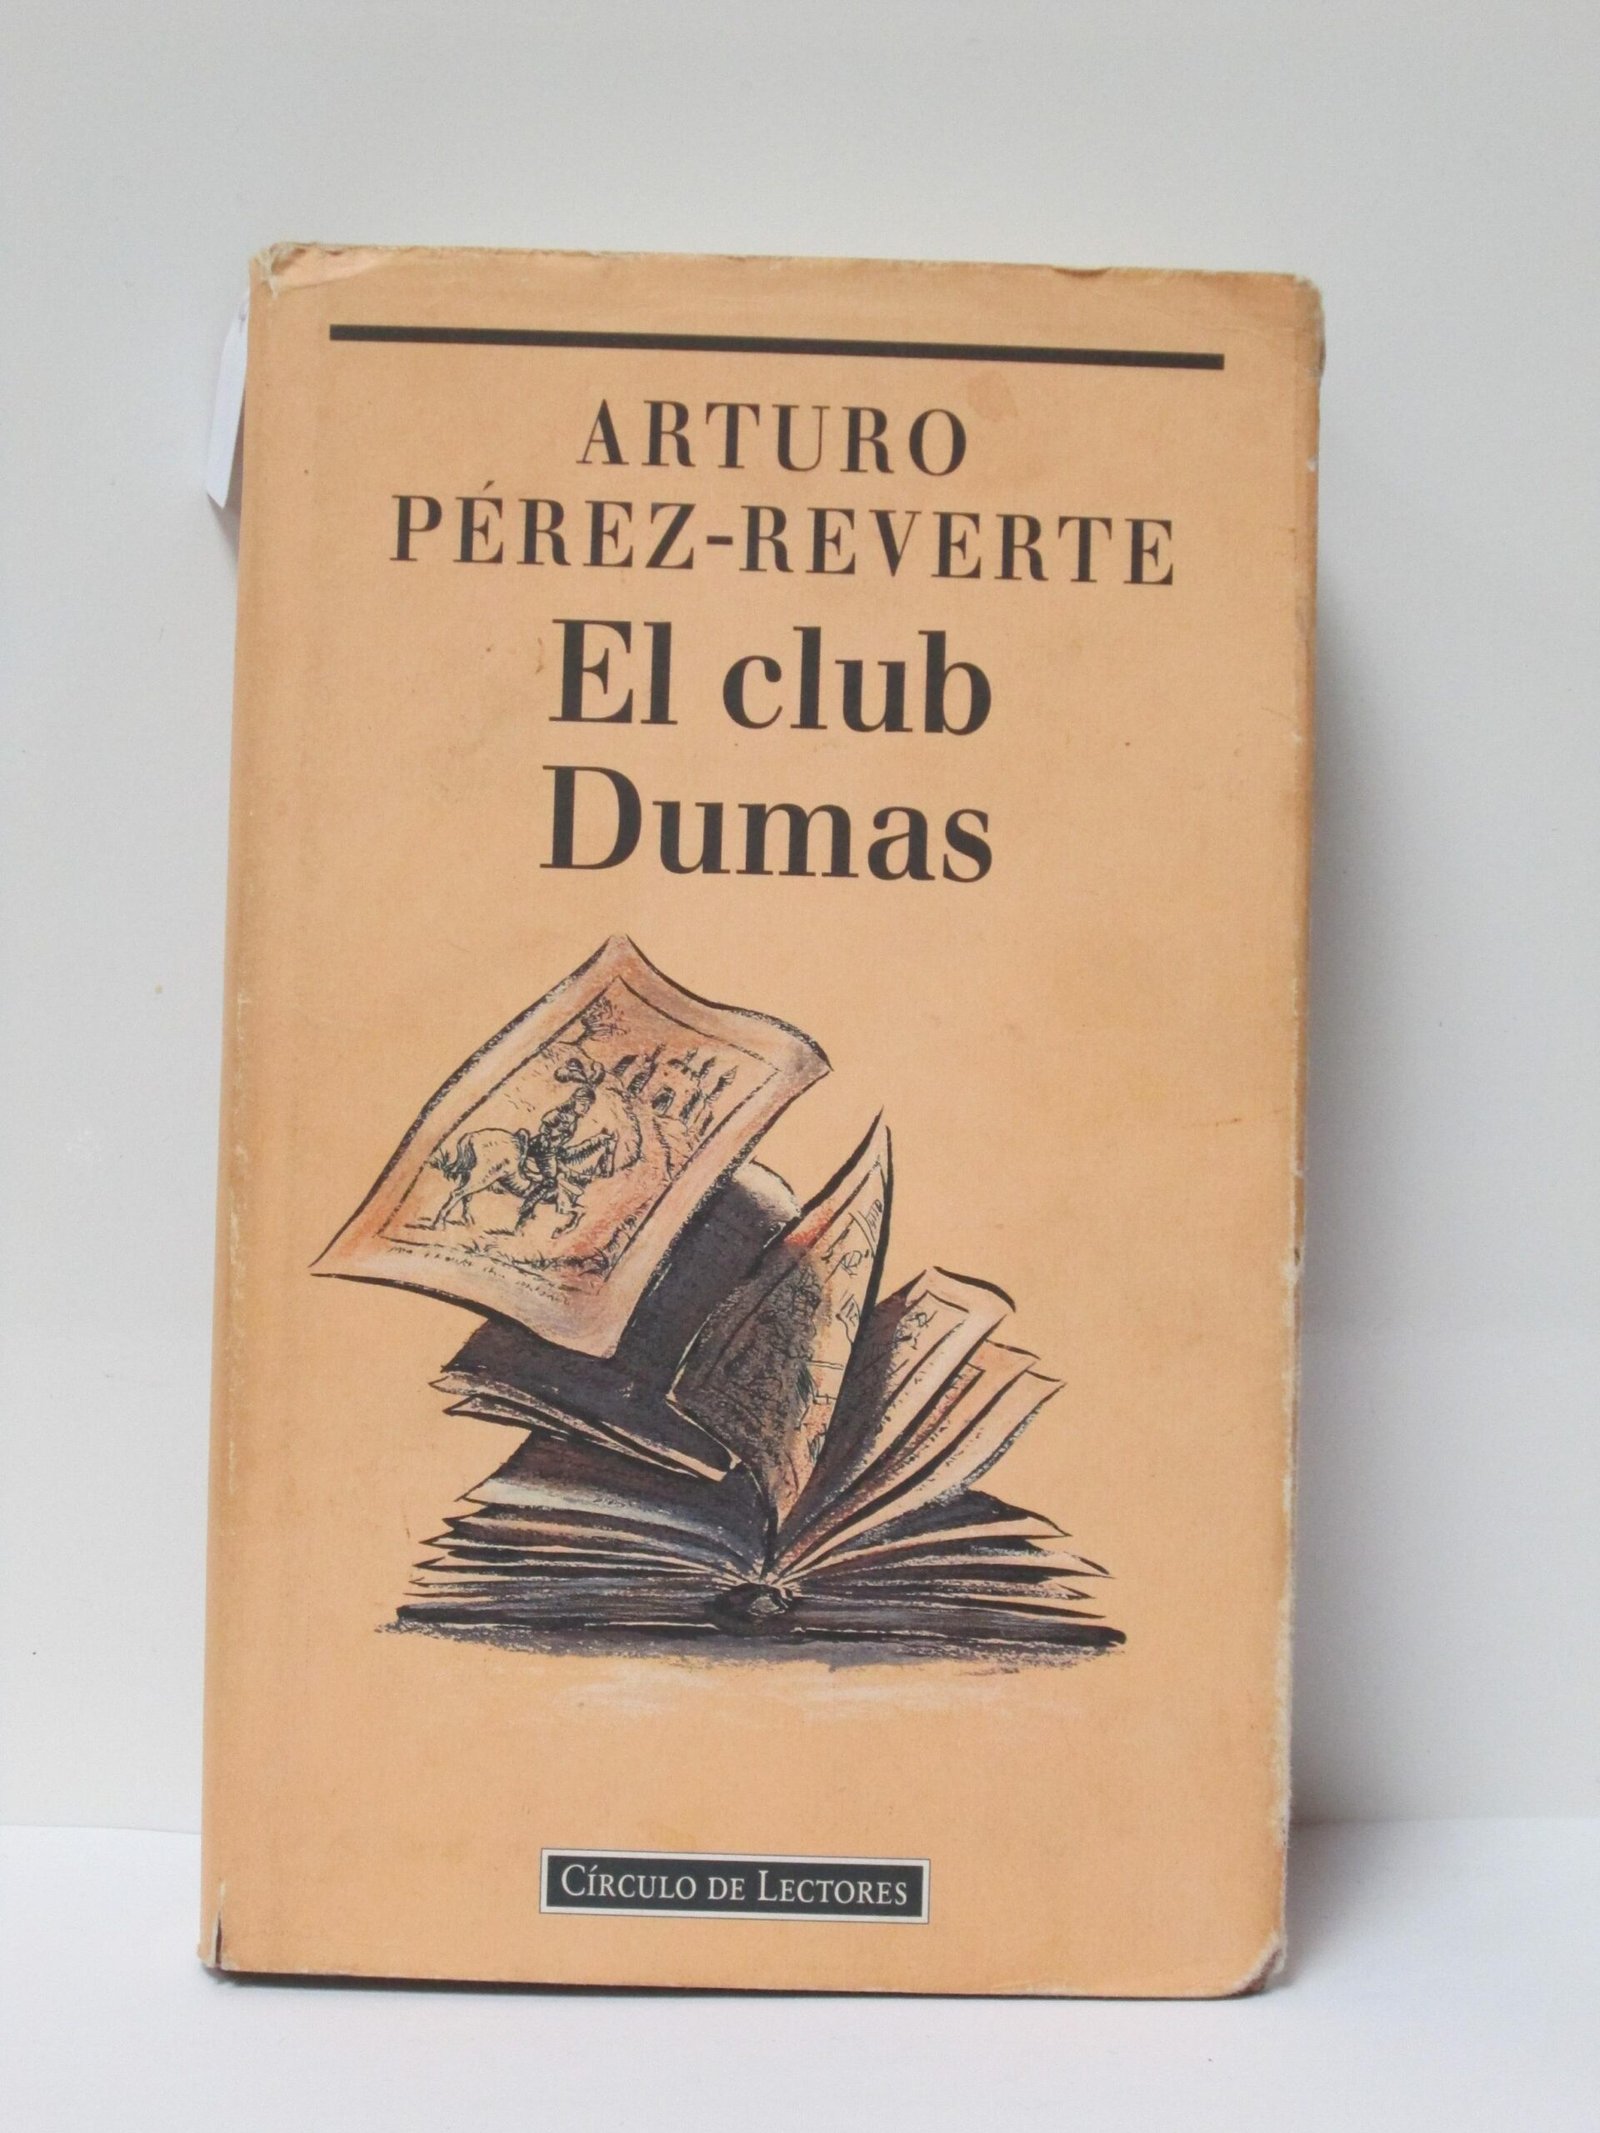 ARTURO
PÉREZ-REVERTE
El club
Dumas
CÍRCULO DE LECTORES